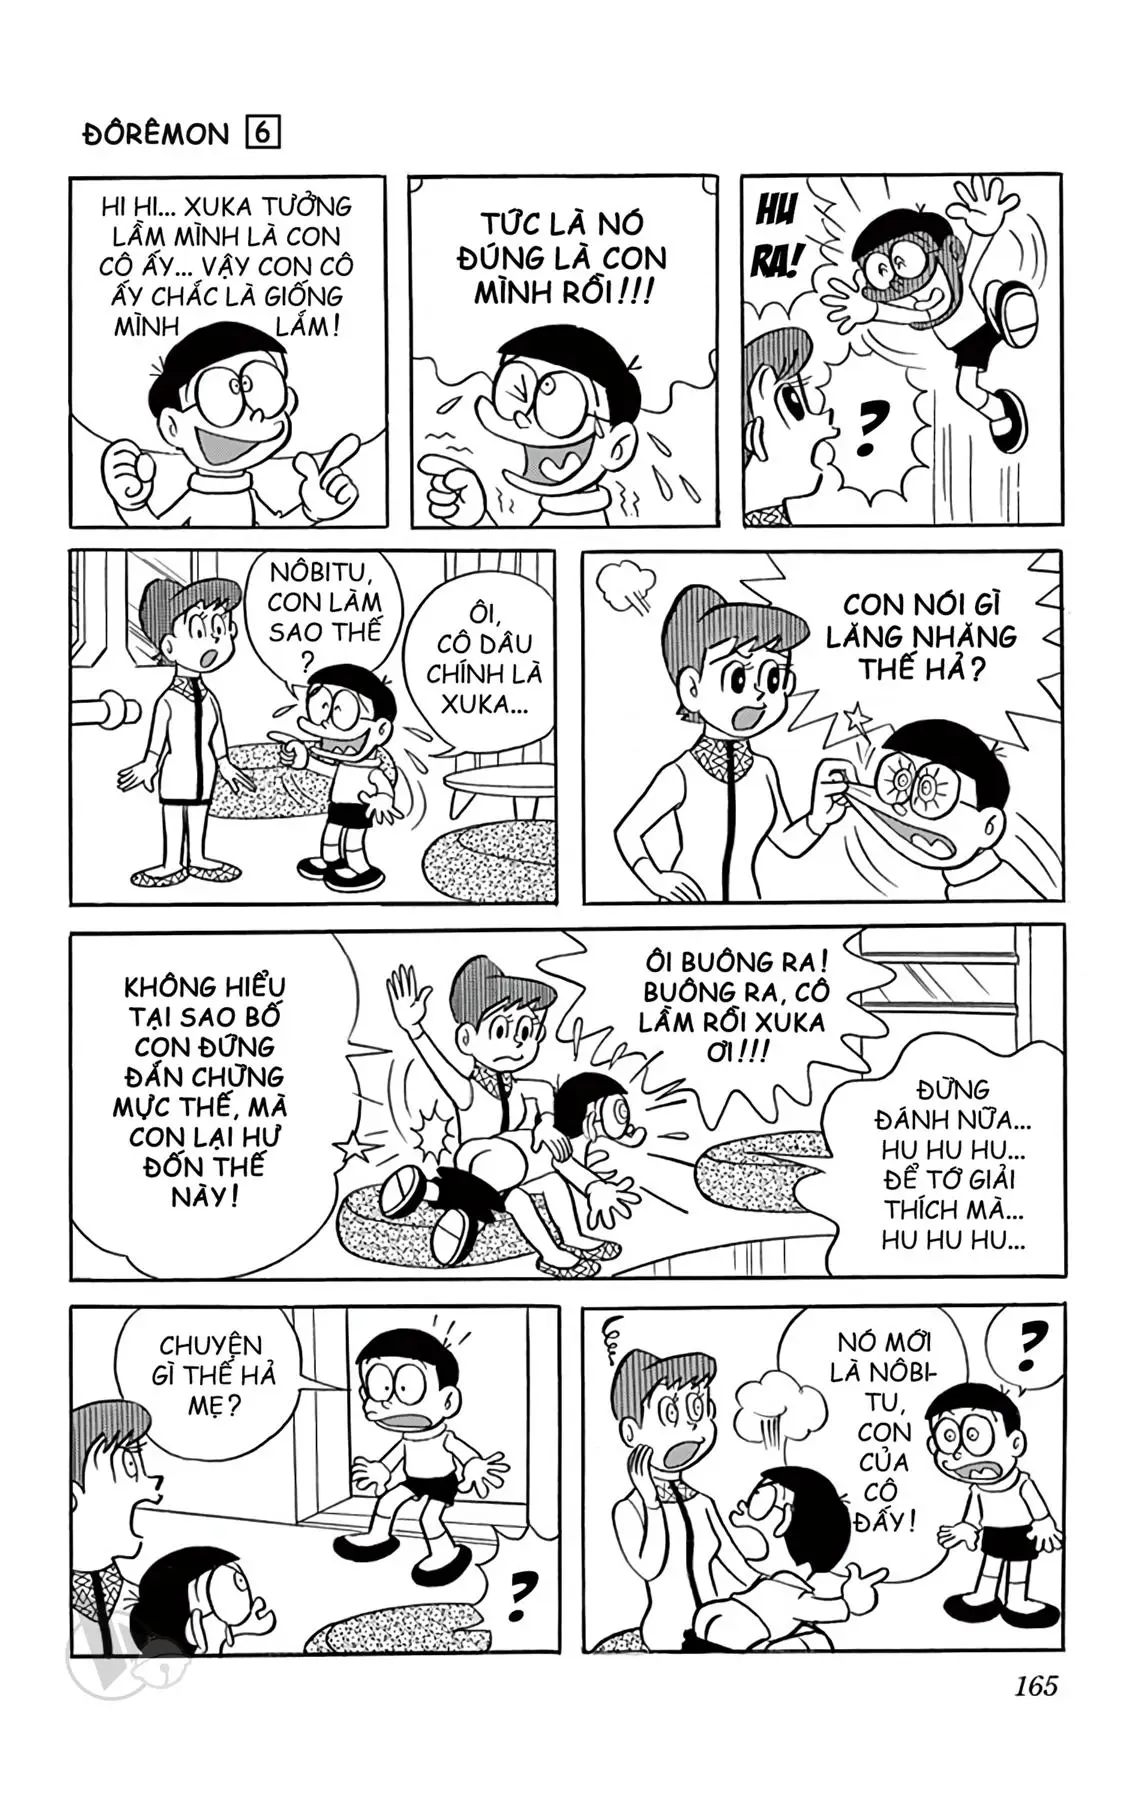 ĐÔRÊMON 6
HI HI... XUKA TƯỞNG
LẦM MÌNH LÀ CON
CÔ ẤY... VẬY CON CÔ
ẤY CHẮC LÀ GIỐNG
MÌNH LẮM!
TỨC LÀ NÓ
ĐÚNG LÀ CON
MÌNH RỒI!!!
HU
RA!
?
NÔBITU,
CON LÀM
SAO THẾ
?
ÔI,
CÔ DÂU
CHÍNH LÀ
XUKA...
CON NÓI GÌ
LĂNG NHĂNG
THẾ HẢ?
KHÔNG HIỂU
TẠI SAO BỐ
CON ĐỨNG
ĐẮN CHỪNG
MỰC THẾ, MÀ
CON LẠI HƯ
ĐỐN THẾ
NÀY!
ÔI BUÔNG RA!
BUÔNG RA, CÔ
LẦM RỒI XUKA
ƠI!!!
ĐỪNG
ĐÁNH NỮA...
HU HU HU...
ĐỂ TỚ GIẢI
THÍCH MÀ...
HU HU HU...
CHUYỆN
GÌ THẾ HẢ
MẸ?
?
NÓ MỚI
LÀ NÔBI-
TU,
CON
CỦA
CÔ
ĐẤY!
?
165